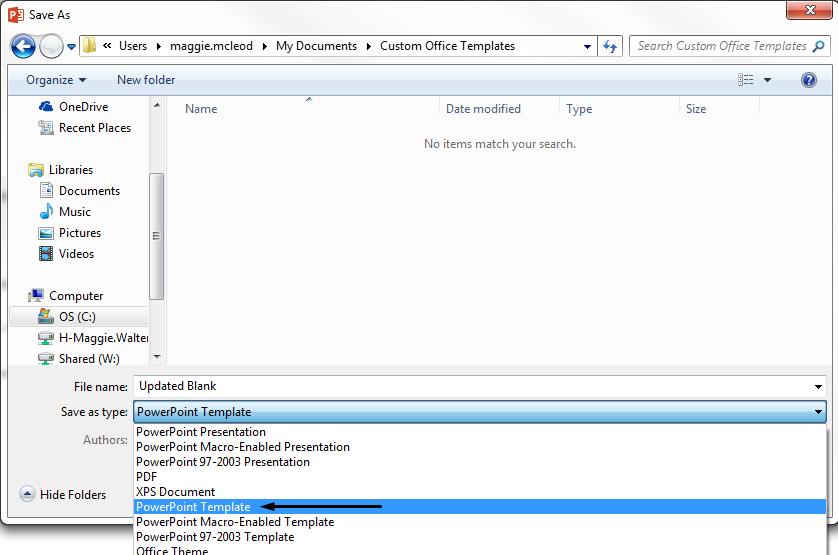 Save As
« Users ▸ maggie.mcleod ▸ My Documents ▸ Custom Office Templates
Search Custom Office Templates
Organize ▾ New folder
OneDrive
Recent Places
Libraries
Documents
Music
Pictures
Videos
Computer
OS (C:)
H-Maggie.Walter
Shared (W:)
Name Date modified Type Size
No items match your search.
File name: Updated Blank
Save as type: PowerPoint Template
Authors:
PowerPoint Presentation
PowerPoint Macro-Enabled Presentation
PowerPoint 97-2003 Presentation
PDF
XPS Document
PowerPoint Template
PowerPoint Macro-Enabled Template
PowerPoint 97-2003 Template
Office Theme
Hide Folders